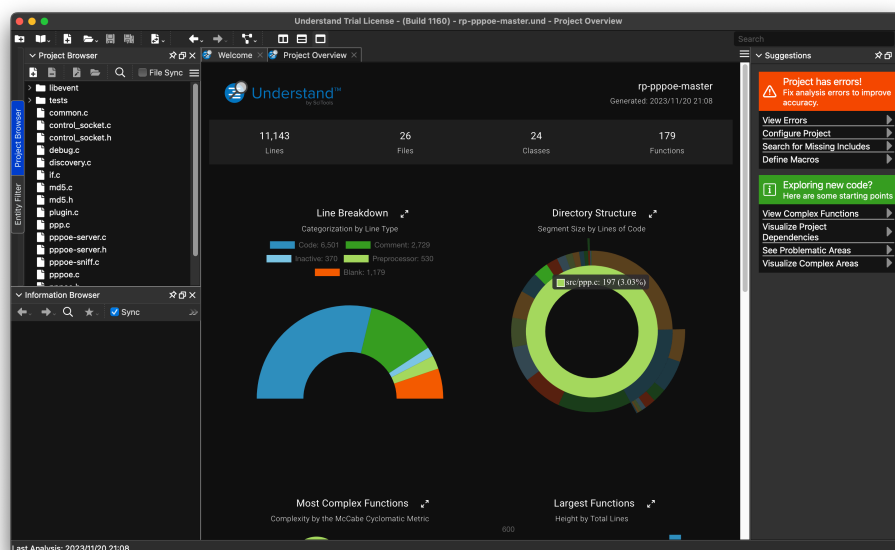 Understand Trial License - (Build 1160) - rp-pppoe-master.und - Project Overview
Search
Project Browser
Welcome
Project Overview
Suggestions
File Sync
libevent
tests
common.c
control_socket.c
control_socket.h
debug.c
discovery.c
if.c
md5.c
md5.h
plugin.c
ppp.c
pppoe-server.c
pppoe-server.h
pppoe-sniff.c
pppoe.c
Project Browser
Entity Filter
Information Browser
Sync
Understand™
by SciTools
rp-pppoe-master
Generated: 2023/11/20 21:08
11,143
Lines
26
Files
24
Classes
179
Functions
Line Breakdown
Categorization by Line Type
Code: 6,501
Comment: 2,729
Inactive: 370
Preprocessor: 530
Blank: 1,179
Directory Structure
Segment Size by Lines of Code
src/ppp.c: 197 (3.03%)
Most Complex Functions
Complexity by the McCabe Cyclomatic Metric
Largest Functions
Height by Total Lines
600
Project has errors!
Fix analysis errors to improve
accuracy.
View Errors
Configure Project
Search for Missing Includes
Define Macros
Exploring new code?
Here are some starting points
View Complex Functions
Visualize Project
Dependencies
See Problematic Areas
Visualize Complex Areas
Last Analysis: 2023/11/20 21:08